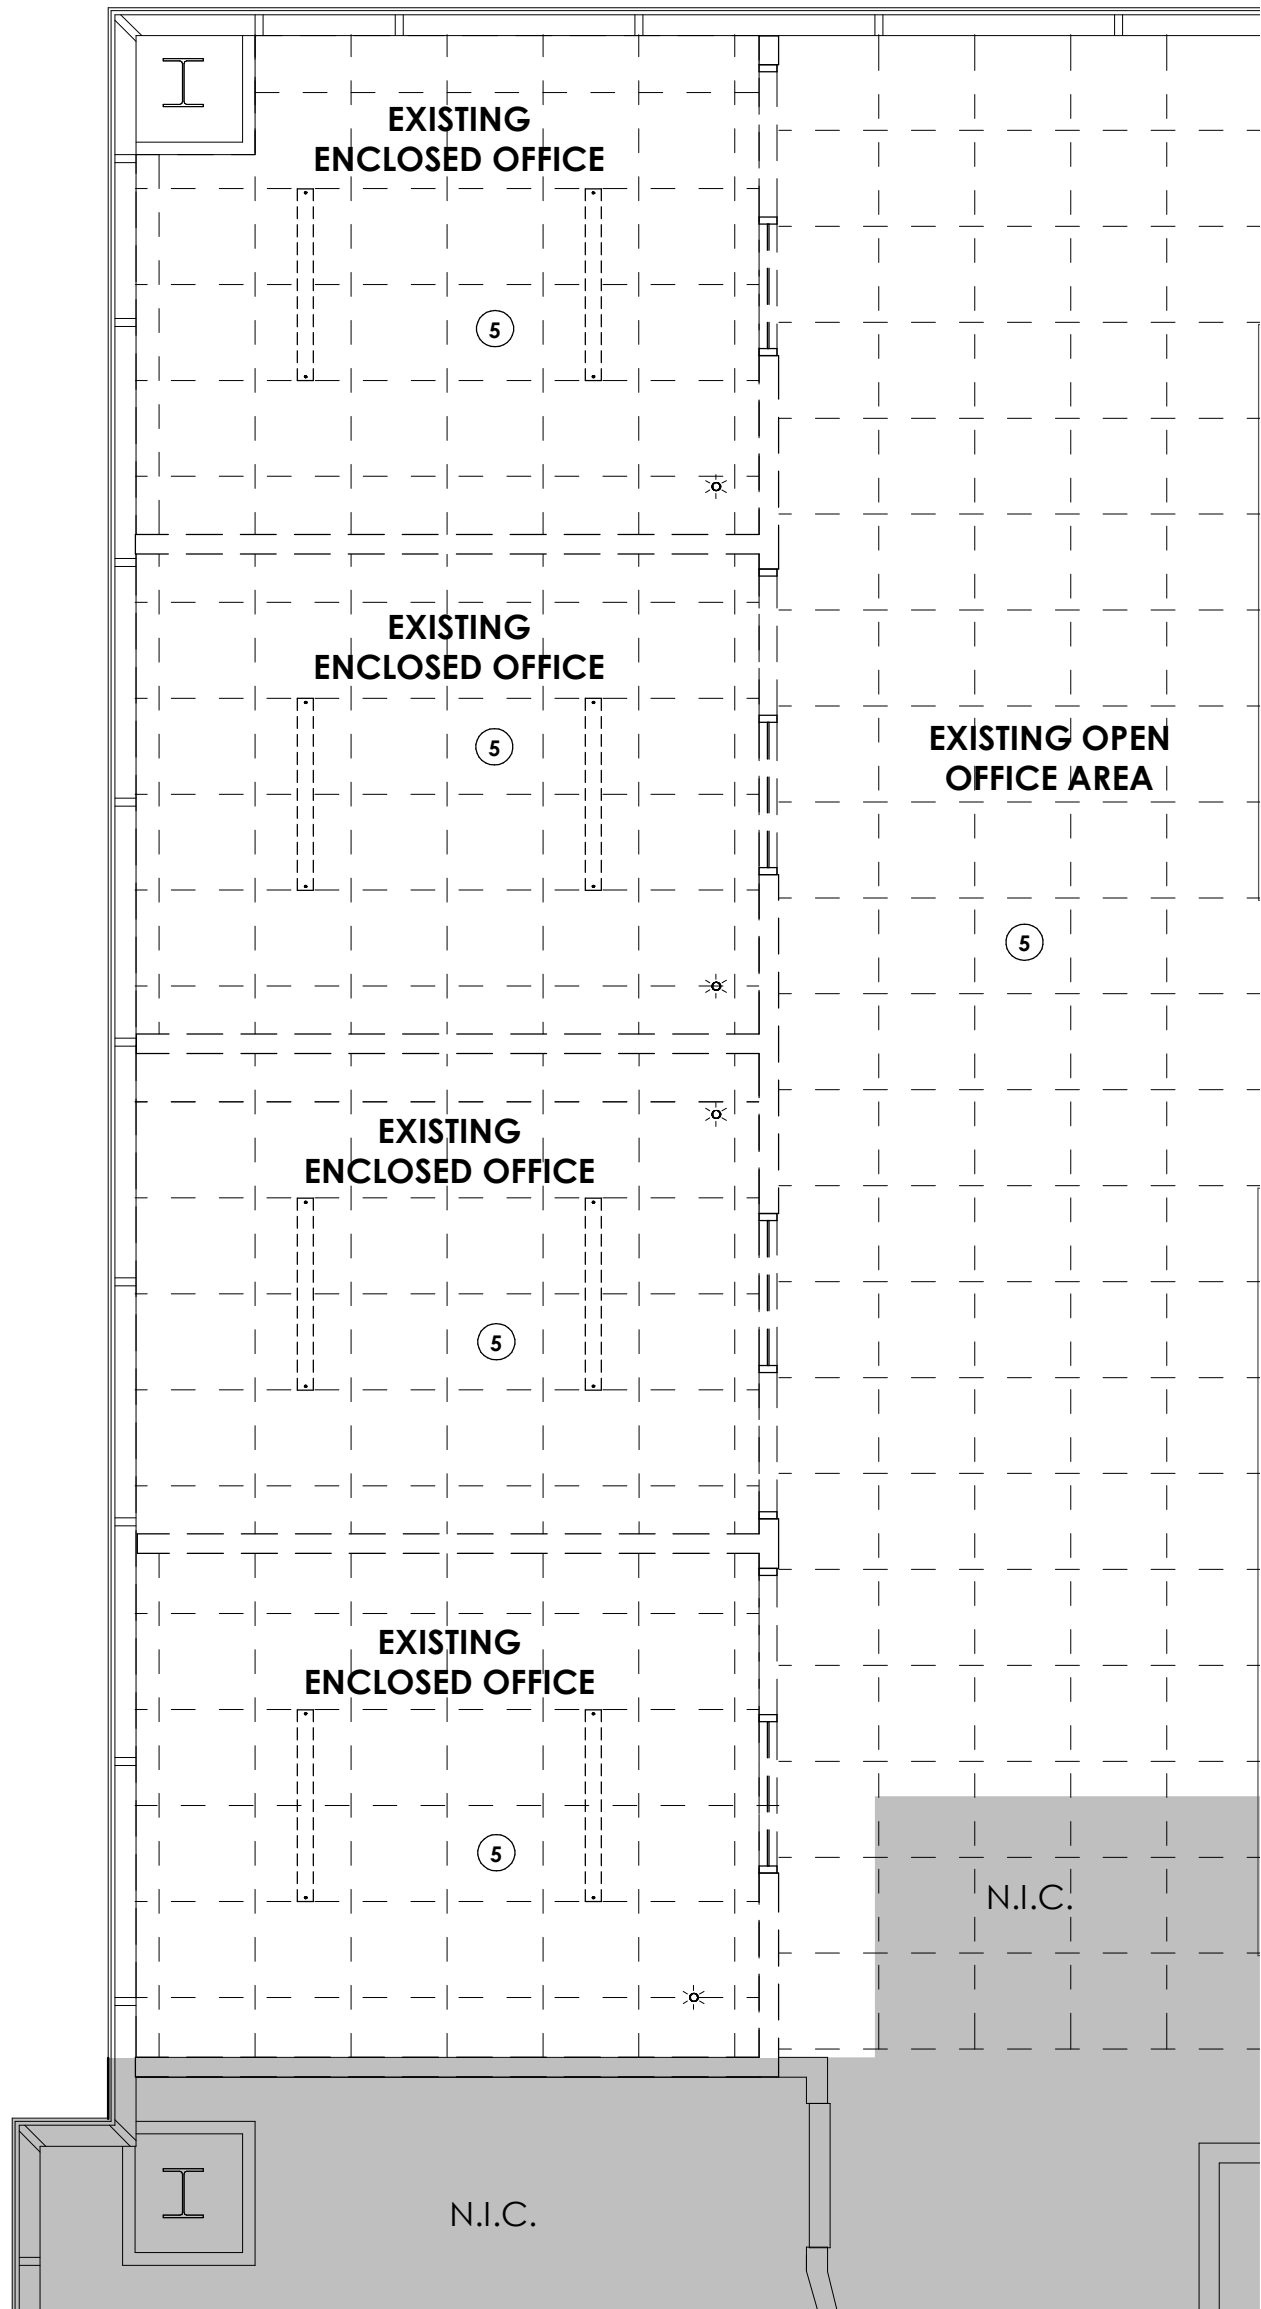 EXISTING
ENCLOSED OFFICE
5
EXISTING
ENCLOSED OFFICE
5
EXISTING OPEN
OFFICE AREA
5
EXISTING
ENCLOSED OFFICE
5
EXISTING
ENCLOSED OFFICE
5
N.I.C.
N.I.C.